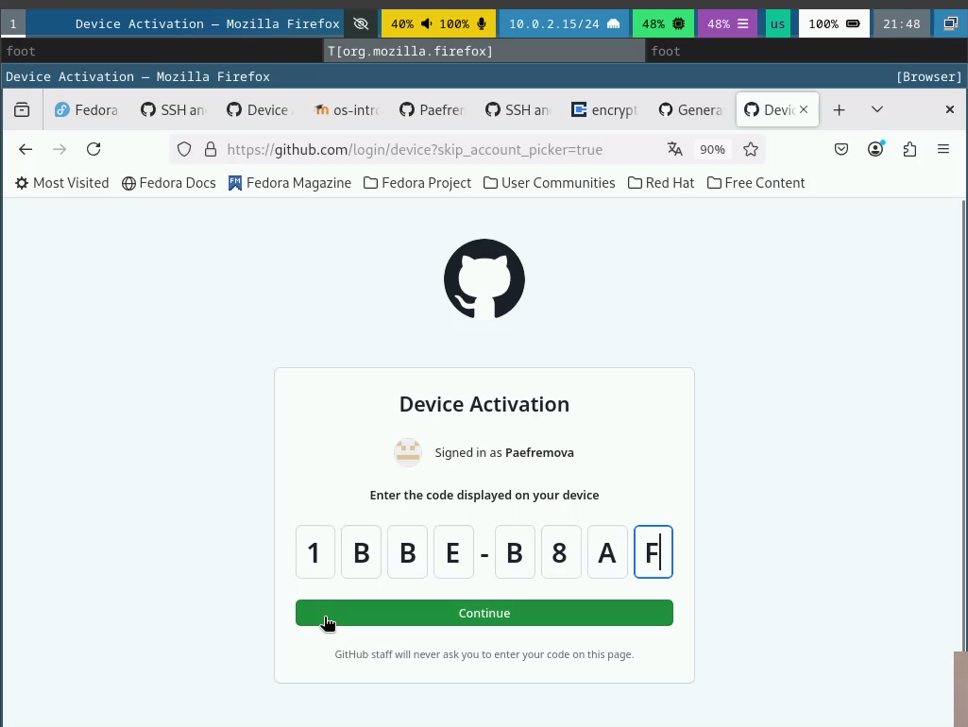 1 Device Activation — Mozilla Firefox 40% 100% 10.0.2.15/24 48% 48% us 100% 21:48
foot T[org.mozilla.firefox] foot
Device Activation — Mozilla Firefox [Browser]
Fedora SSH an Device os-intro Paefren SSH an encrypt Genera Devic
https://github.com/login/device?skip_account_picker=true 90%
Most Visited Fedora Docs Fedora Magazine Fedora Project User Communities Red Hat Free Content
Device Activation
Signed in as Paefremova
Enter the code displayed on your device
1 B B E - B 8 A F
Continue
GitHub staff will never ask you to enter your code on this page.